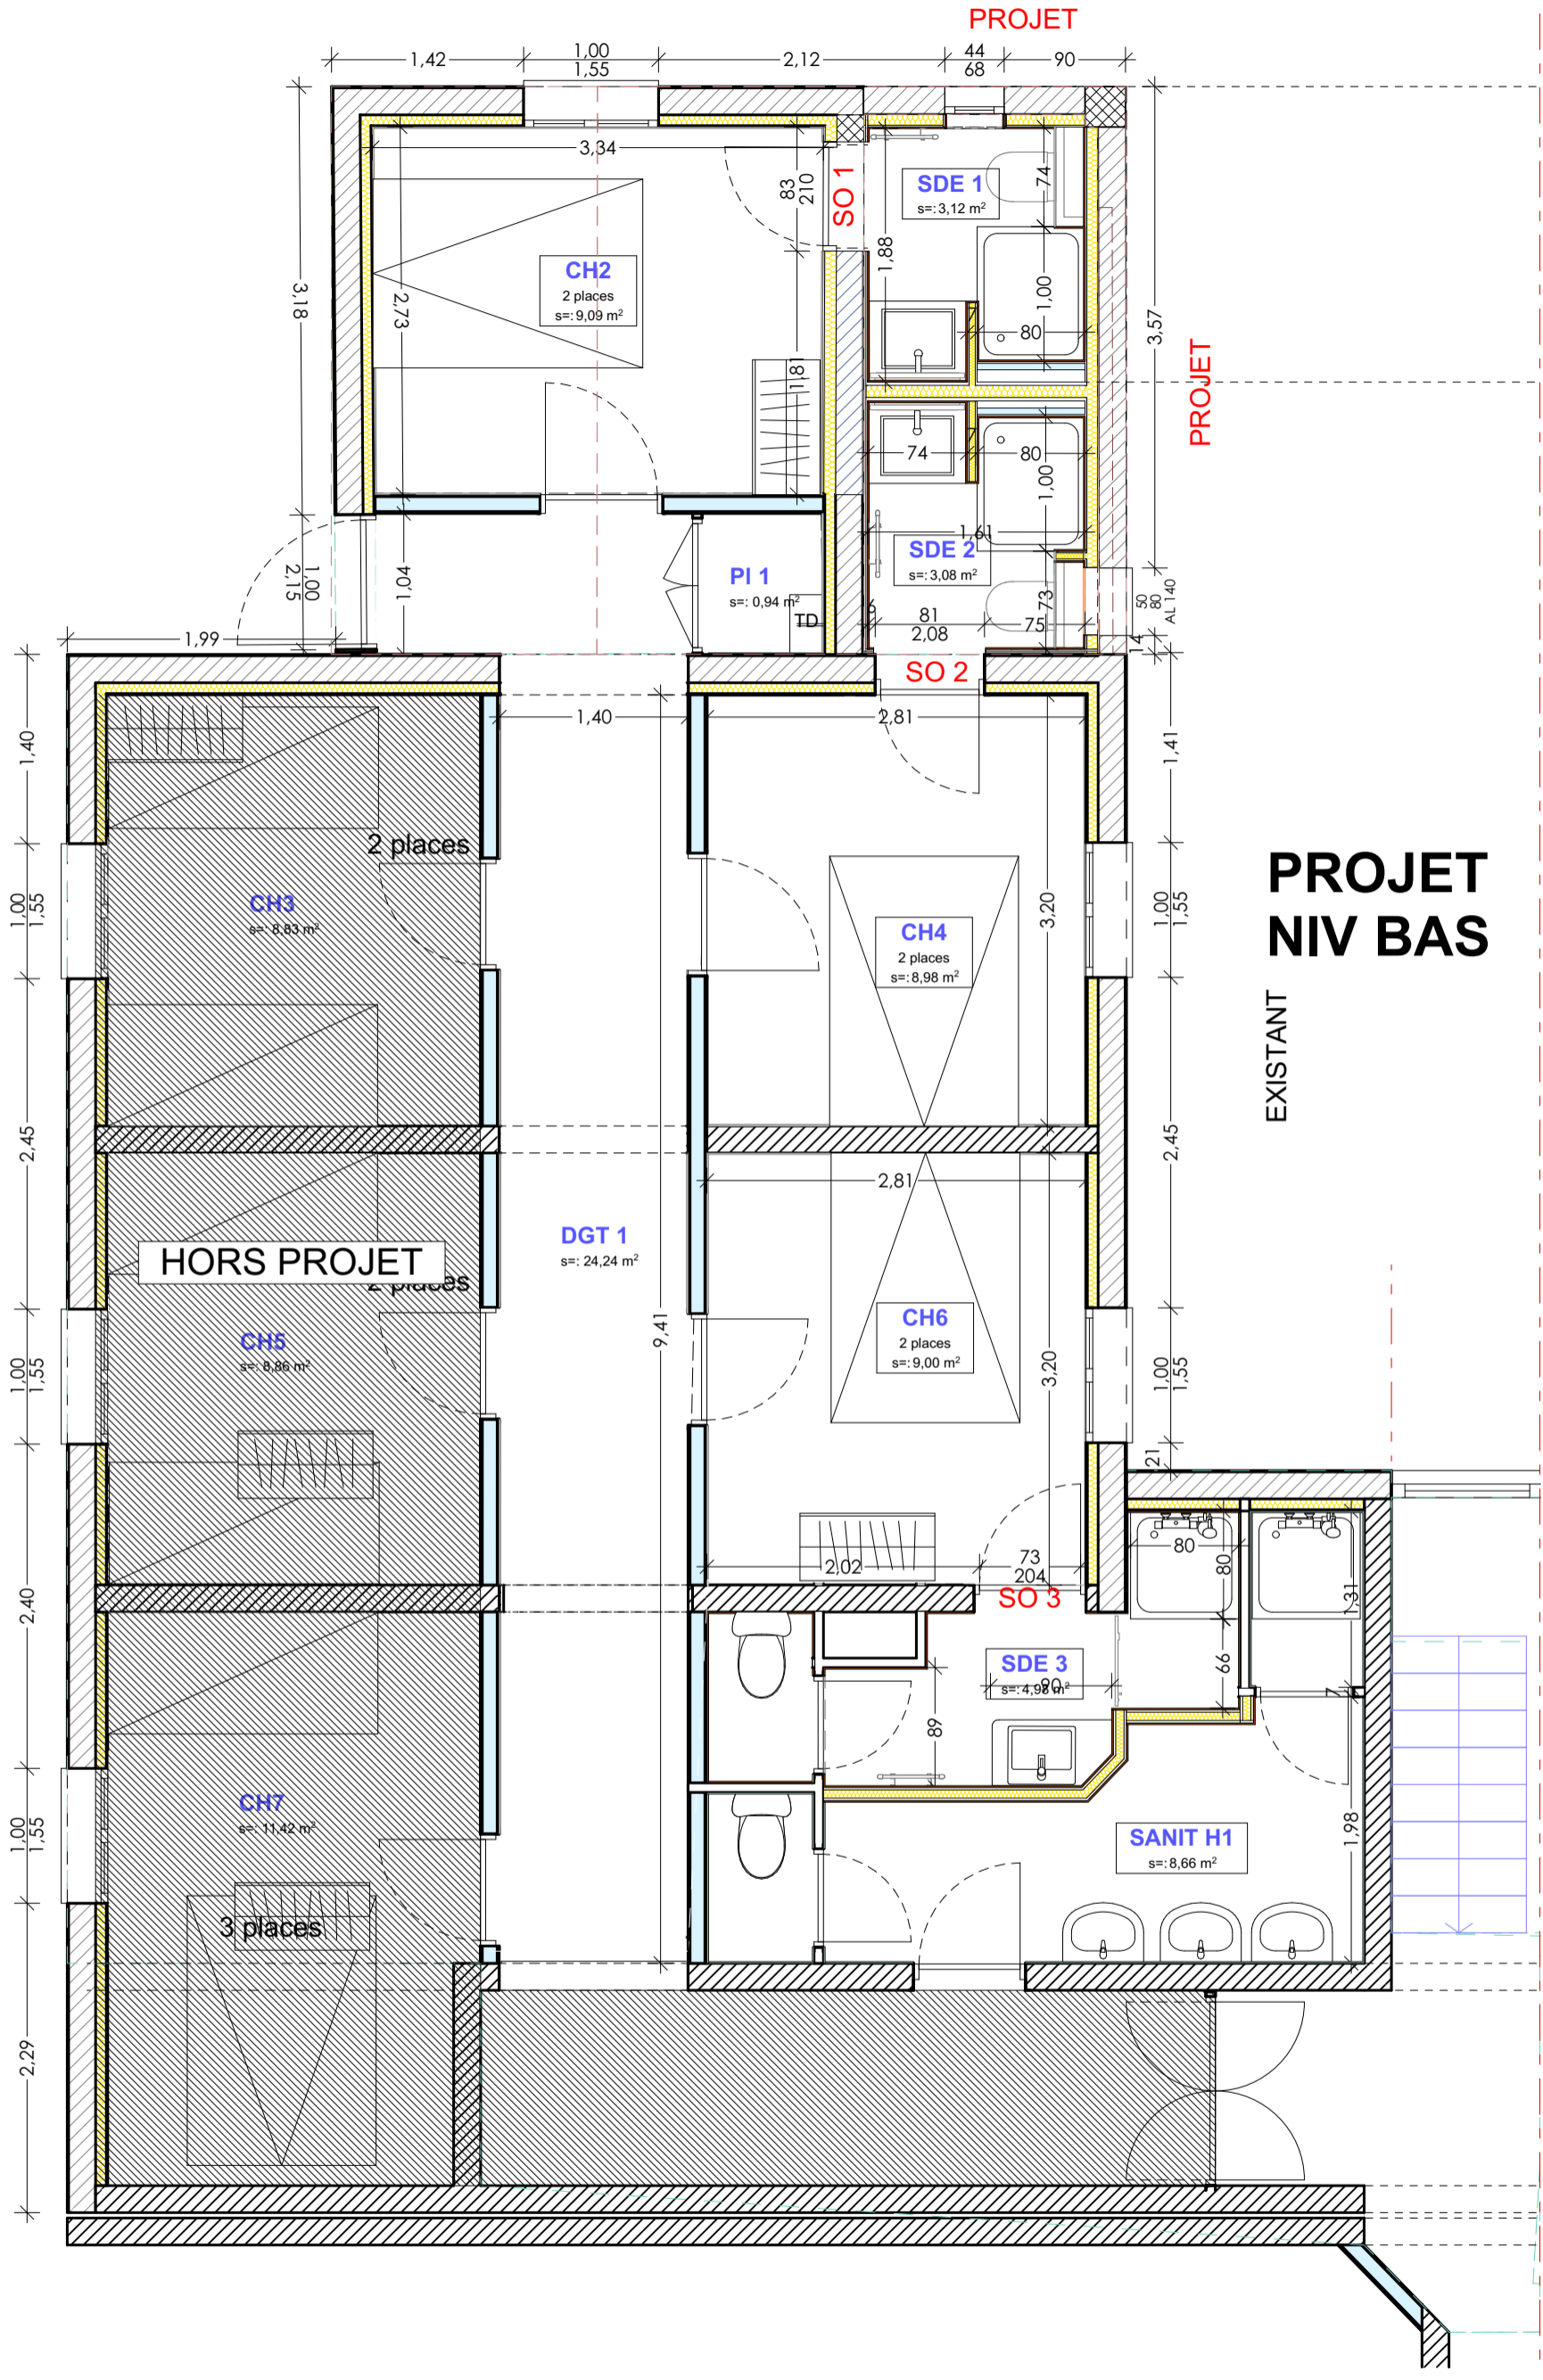 PROJET
1,42
1,00
1,55
2,12
44
68
90
3,34
83
210
SO 1
SDE 1
s=:3,12 m²
74
1,88
1,00
80
3,18
2,73
CH2
2 places
s=:9,09 m²
1,81
3,57
PROJET
74
80
1,00
1,61
SDE 2
s=:3,08 m²
1,00
2,15
1,04
PI 1
s=: 0,94 m²
TD
81
2,08
73
75
50
80
AL 140
14
1,99
SO 2
1,40
1,40
2,81
1,41
2 places
CH3
s=: 8,83 m²
1,00
1,55
3,20
CH4
2 places
s=:8,98 m²
1,00
1,55
PROJET
NIV BAS
EXISTANT
2,45
2,45
2,81
HORS PROJET
2 places
DGT 1
s=: 24,24 m²
9,41
CH5
s=: 8,86 m²
1,00
1,55
CH6
2 places
s=:9,00 m²
3,20
1,00
1,55
21
2,40
2,02
73
204
SO 3
80
80
1,31
SDE 3
s=:4,98 m²
90
66
7
89
CH7
s=: 11,42 m²
1,00
1,55
SANIT H1
s=:8,66 m²
1,98
3 places
2,29